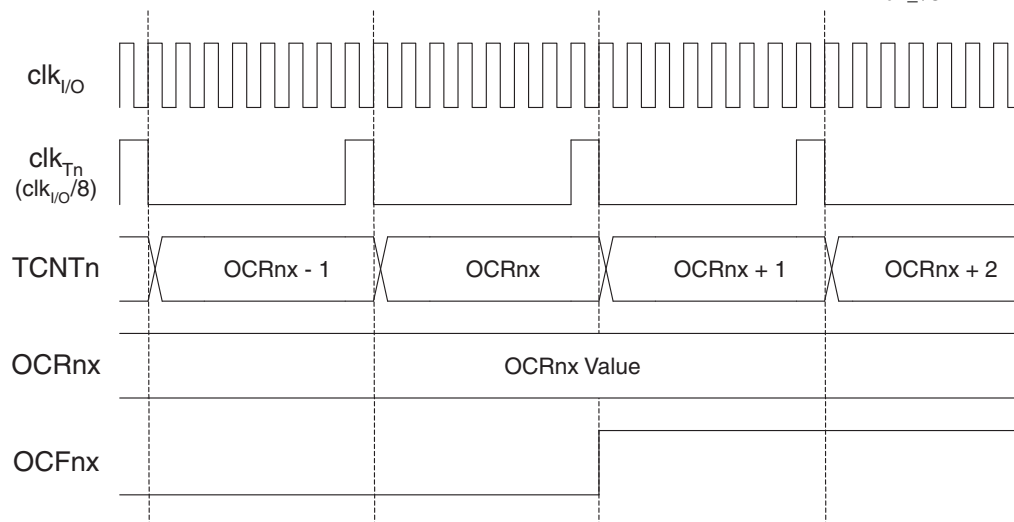 clkI/O
clkTn
(clkI/O/8)
TCNTn
OCRnx - 1
OCRnx
OCRnx + 1
OCRnx + 2
OCRnx
OCRnx Value
OCFnx